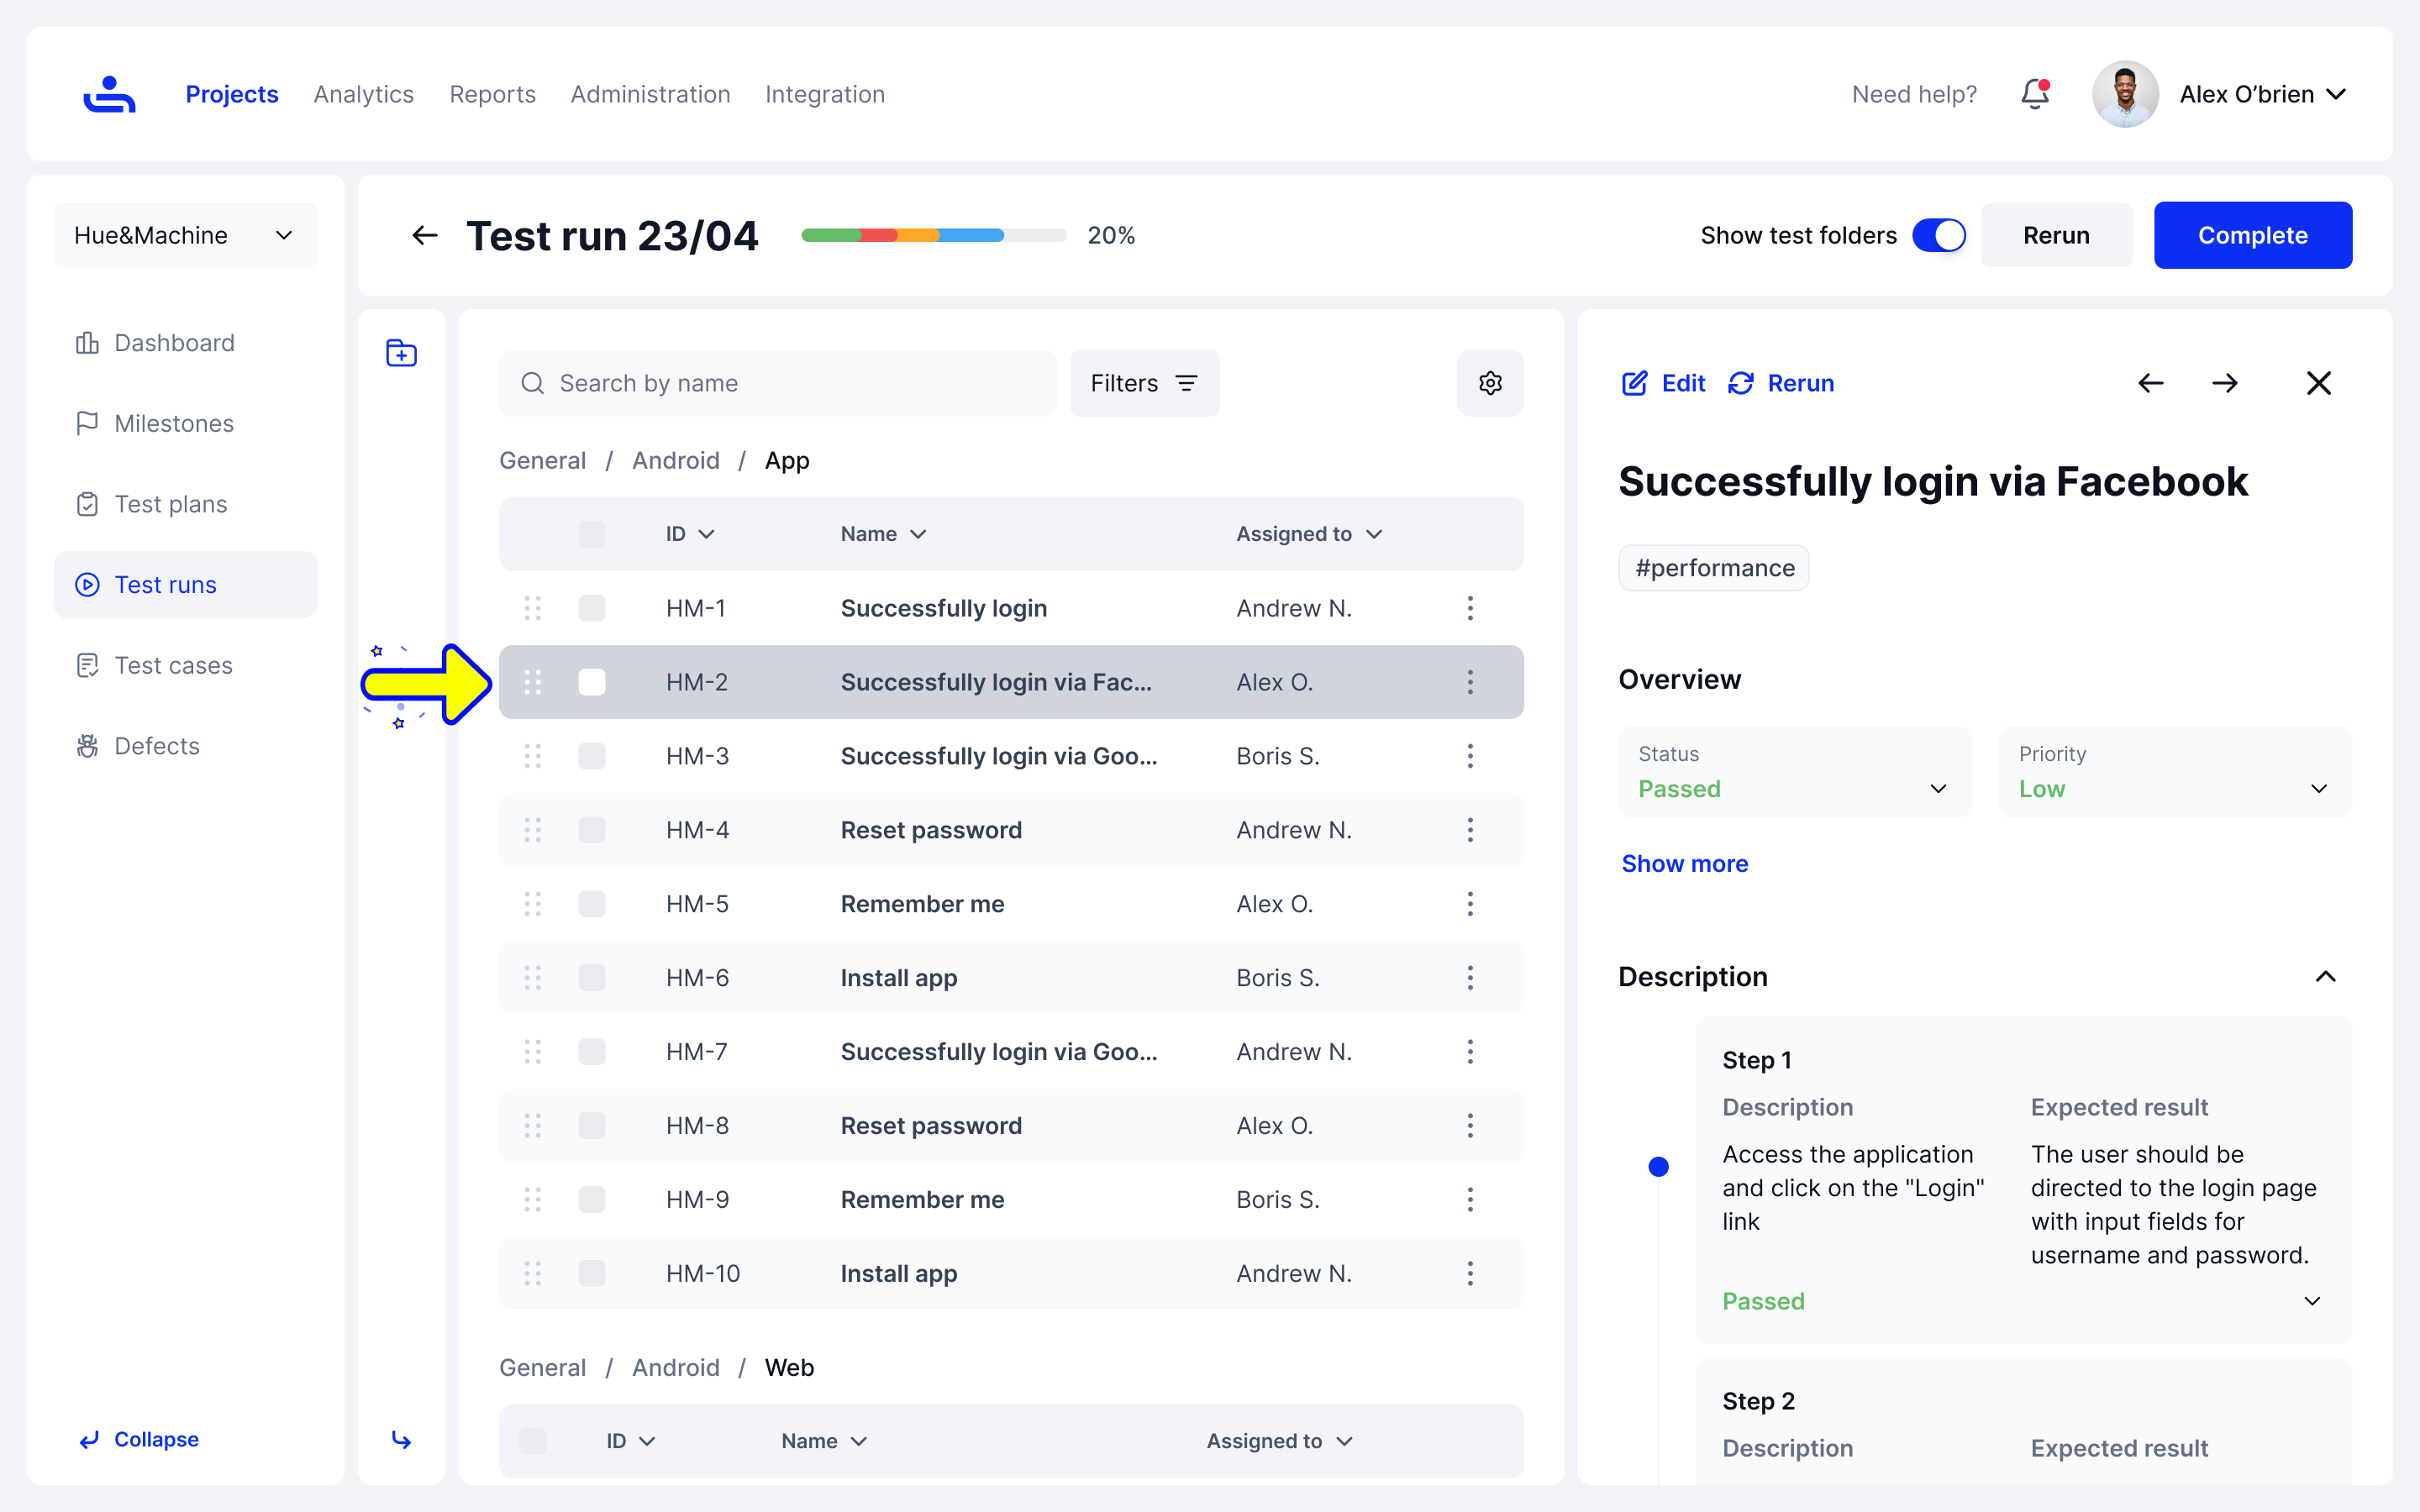 Projects Analytics Reports Administration Integration Need help? Alex O’brien
Hue&Machine
Dashboard
Milestones
Test plans
Test runs
Test cases
Defects
Collapse
Test run 23/04 20% Show test folders Rerun Complete
Search by name Filters
General / Android / App
ID Name Assigned to
HM-1 Successfully login Andrew N.
HM-2 Successfully login via Fac... Alex O.
HM-3 Successfully login via Goo... Boris S.
HM-4 Reset password Andrew N.
HM-5 Remember me Alex O.
HM-6 Install app Boris S.
HM-7 Successfully login via Goo... Andrew N.
HM-8 Reset password Alex O.
HM-9 Remember me Boris S.
HM-10 Install app Andrew N.
General / Android / Web
ID Name Assigned to
Edit Rerun
Successfully login via Facebook
#performance
Overview
Status Priority
Passed Low
Show more
Description
Step 1
Description
Access the application
and click on the "Login"
link
Expected result
The user should be
directed to the login page
with input fields for
username and password.
Passed
Step 2
Description Expected result